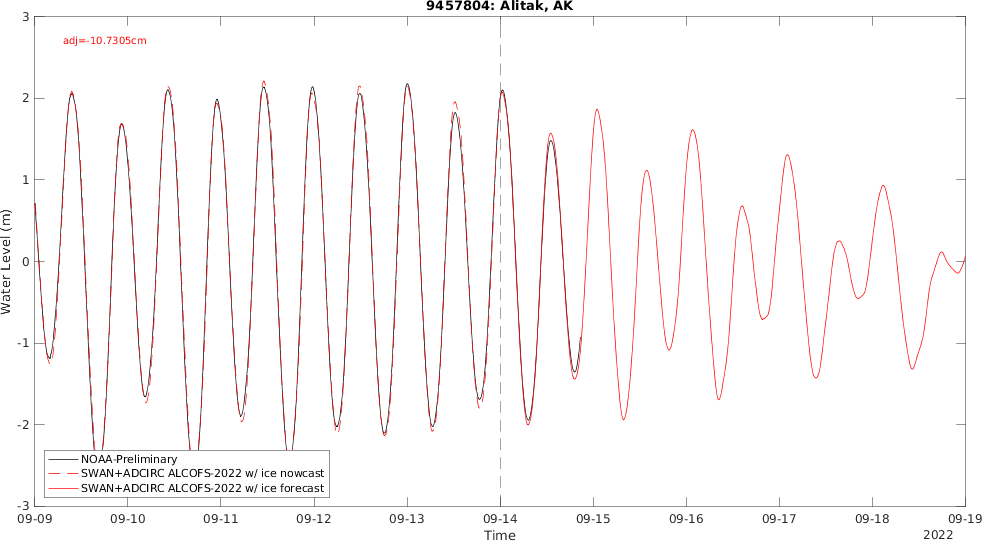 9457804: Alitak, AK
adj=-10.7305cm
Water Level (m)
3
2
1
0
-1
-2
-3
NOAA-Preliminary
SWAN+ADCIRC ALCOFS-2022 w/ ice nowcast
SWAN+ADCIRC ALCOFS-2022 w/ ice forecast
09-09 09-10 09-11 09-12 09-13 09-14 09-15 09-16 09-17 09-18 09-19
Time
2022